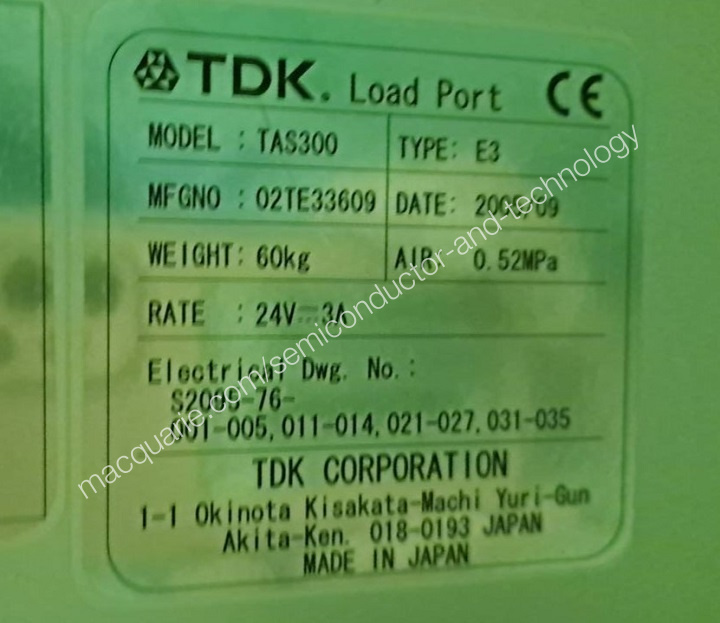 TDK. Load Port CE
MODEL : TAS300 TYPE: E3
MFGNO : 02TE33609 DATE:
WEIGHT: 60kg AIR: 0.52MPa
RATE : 24V 3A
Electrical Dwg. No. :
001-005, 011-014, 021-027, 031-035
TDK CORPORATION
1-1 Okinota Kisakata-Machi Yuri-Gun
Akita-Ken. 018-0193 JAPAN
MADE IN JAPAN
macquarie.com/semiconductor-and-technology